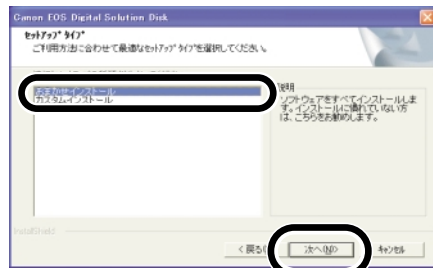 Canon EOS Digital Solution Disk
セットアップ タイプ
ご利用方法に合わせて最適なセットアップ タイプを選択してください。
おまかせインストール
カスタムインストール
説明
ソフトウェアをすべてインストールしま
す。インストールに慣れていない方
は、こちらをお勧めします。
InstallShield
< 戻る(
次へ(N)>
キャンセル